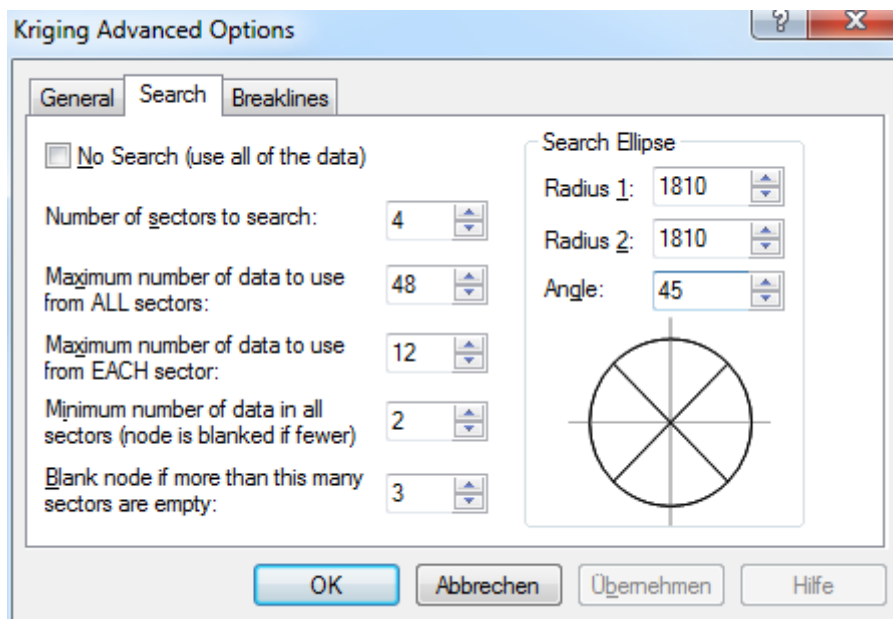 Kriging Advanced Options
General
Search
Breaklines
No Search (use all of the data)
Number of sectors to search:
4
Maximum number of data to use
from ALL sectors:
48
Maximum number of data to use
from EACH sector:
12
Minimum number of data in all
sectors (node is blanked if fewer)
2
Blank node if more than this many
sectors are empty:
3
Search Ellipse
Radius 1:
1810
Radius 2:
1810
Angle:
45
OK
Abbrechen
Übernehmen
Hilfe